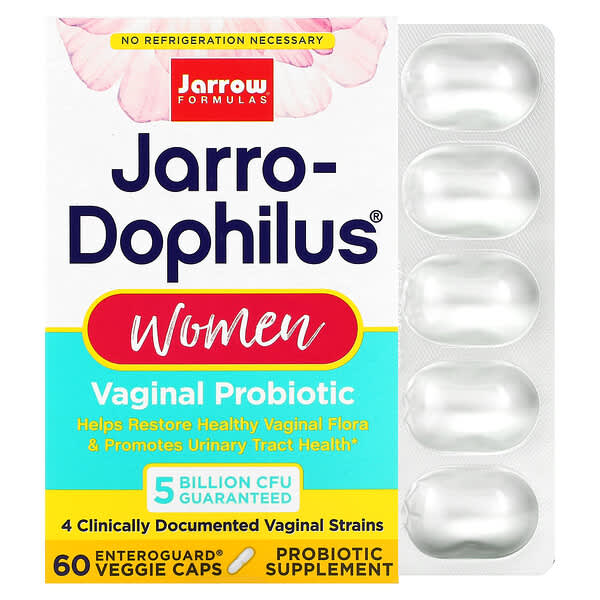 NO REFRIGERATION NECESSARY
Jarrow
FORMULAS®
Jarro-
Dophilus®
Women
Vaginal Probiotic
Helps Restore Healthy Vaginal Flora
& Promotes Urinary Tract Health*
5 BILLION CFU
GUARANTEED
4 Clinically Documented Vaginal Strains
60 ENTEROGUARD®
VEGGIE CAPS
PROBIOTIC
SUPPLEMENT